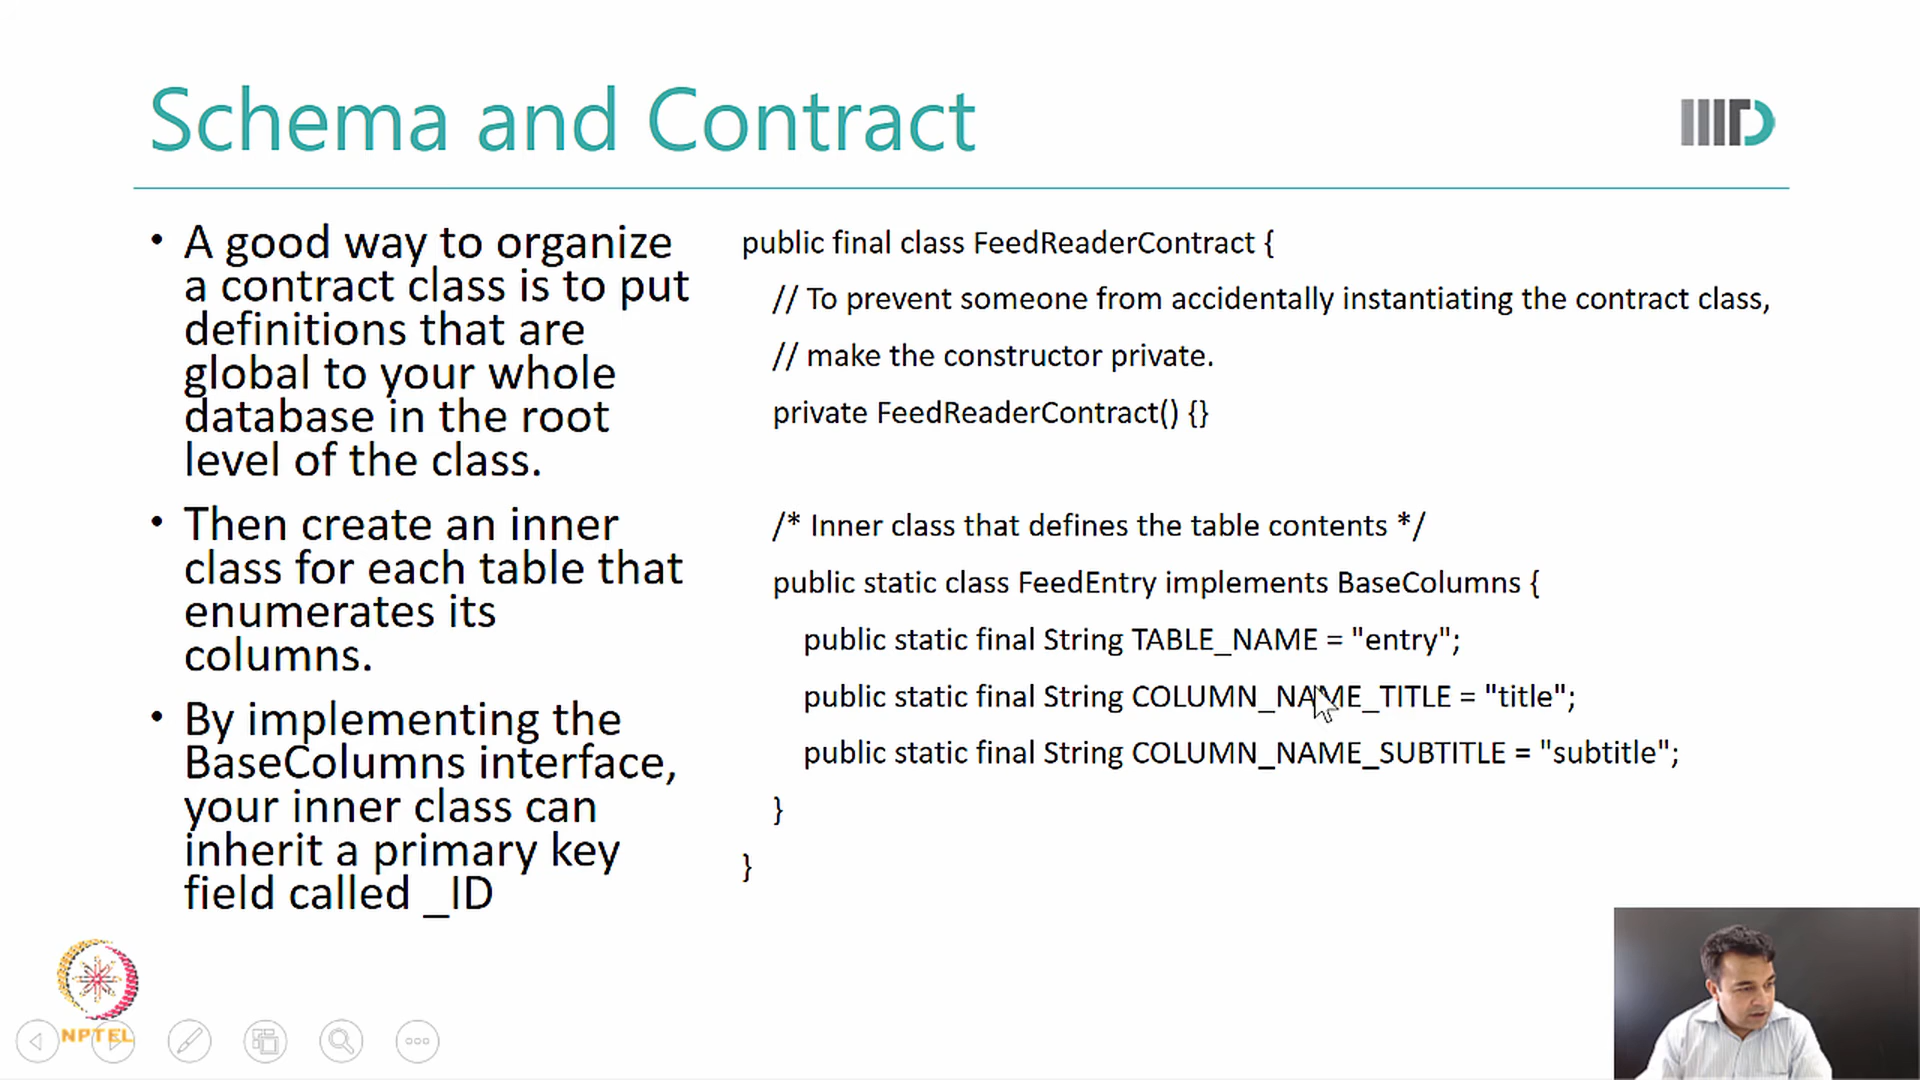 Schema and Contract
• A good way to organize
a contract class is to put
definitions that are
global to your whole
database in the root
level of the class.
• Then create an inner
class for each table that
enumerates its
columns.
• By implementing the
BaseColumns interface,
your inner class can
inherit a primary key
field called _ID
public final class FeedReaderContract {
// To prevent someone from accidentally instantiating the contract class,
// make the constructor private.
private FeedReaderContract() {}
/* Inner class that defines the table contents */
public static class FeedEntry implements BaseColumns {
public static final String TABLE_NAME = "entry";
public static final String COLUMN_NAME_TITLE = "title";
public static final String COLUMN_NAME_SUBTITLE = "subtitle";
}
}
IIITD
NPTEL